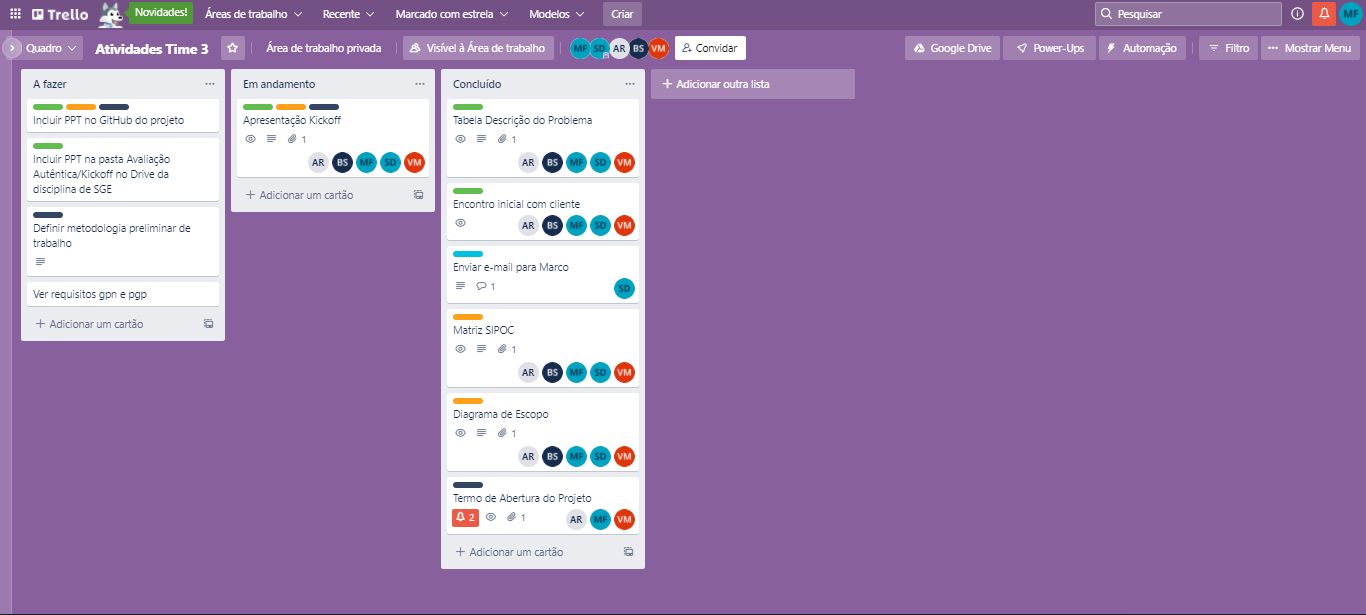 Trello
Novidades!
Áreas de trabalho
Recente
Marcado com estrela
Modelos
Criar
Pesquisar
MF
Quadro
Atividades Time 3
Área de trabalho privada
Visível à Área de trabalho
MF SD AR BS VM
Convidar
Google Drive
Power-Ups
Automação
Filtro
Mostrar Menu
A fazer
Incluir PPT no GitHub do projeto
Incluir PPT na pasta Avaliação
Autêntica/Kickoff no Drive da
disciplina de SGE
Definir metodologia preliminar de
trabalho
Ver requisitos gpn e pgp
+ Adicionar um cartão
Em andamento
Apresentação Kickoff
1
AR BS MF SD VM
+ Adicionar um cartão
Concluído
Tabela Descrição do Problema
1
AR BS MF SD VM
Encontro inicial com cliente
AR BS MF SD VM
Enviar e-mail para Marco
1
SD
Matriz SIPOC
1
AR BS MF SD VM
Diagrama de Escopo
1
AR BS MF SD VM
Termo de Abertura do Projeto
2 1
AR MF VM
+ Adicionar um cartão
+ Adicionar outra lista